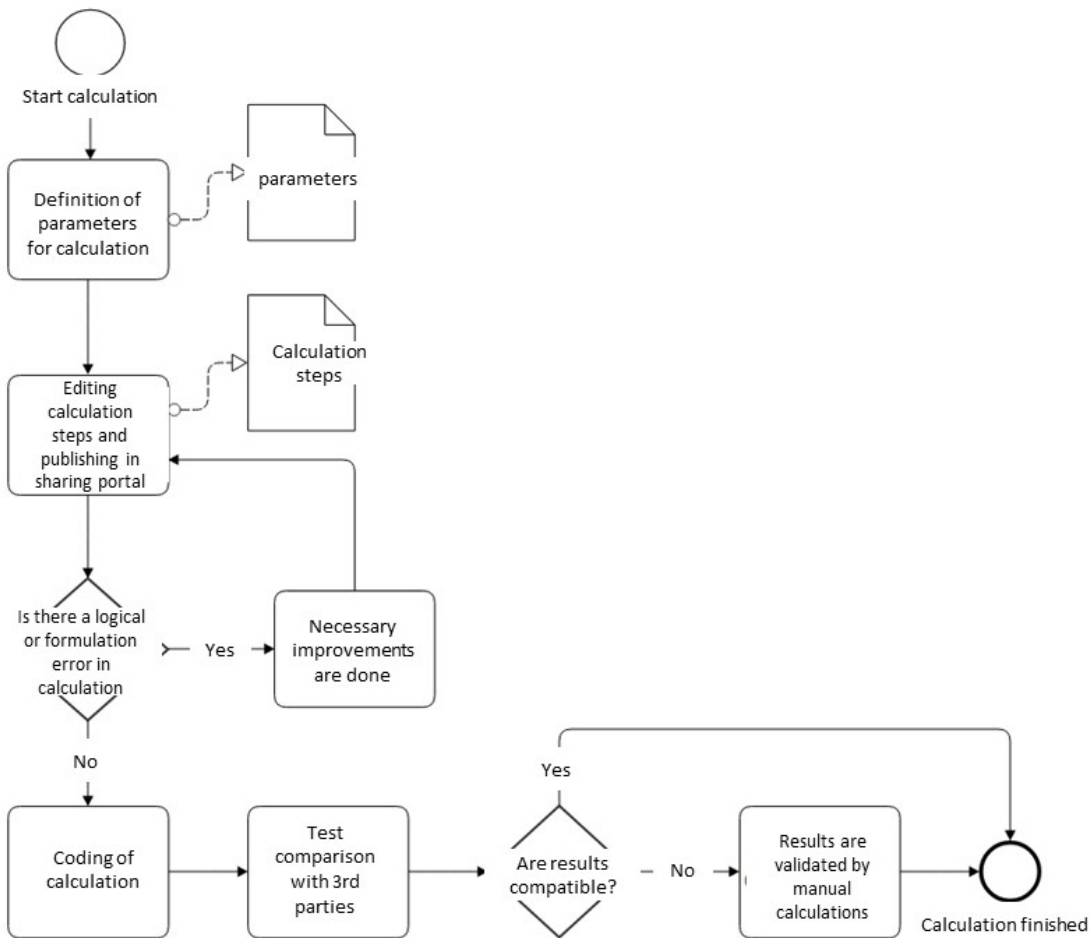 Start calculation
Definition of
parameters
for calculation
parameters
Calculation
steps
Editing
calculation
steps and
publishing in
sharing portal
Is there a logical
or formulation
error in
calculation
Yes
Necessary
improvements
are done
No
Coding of
calculation
Test
comparison
with 3rd
parties
Yes
Are results
compatible?
No
Results are
validated by
manual
calculations
Calculation finished